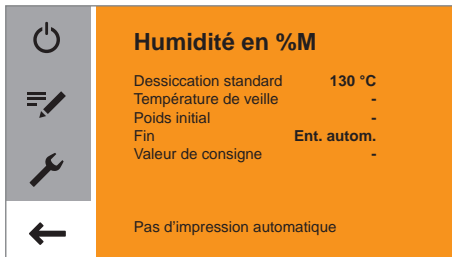 Humidité en %M
Dessiccation standard 130 °C
Température de veille -
Poids initial -
Fin Ent. autom.
Valeur de consigne -
Pas d'impression automatique